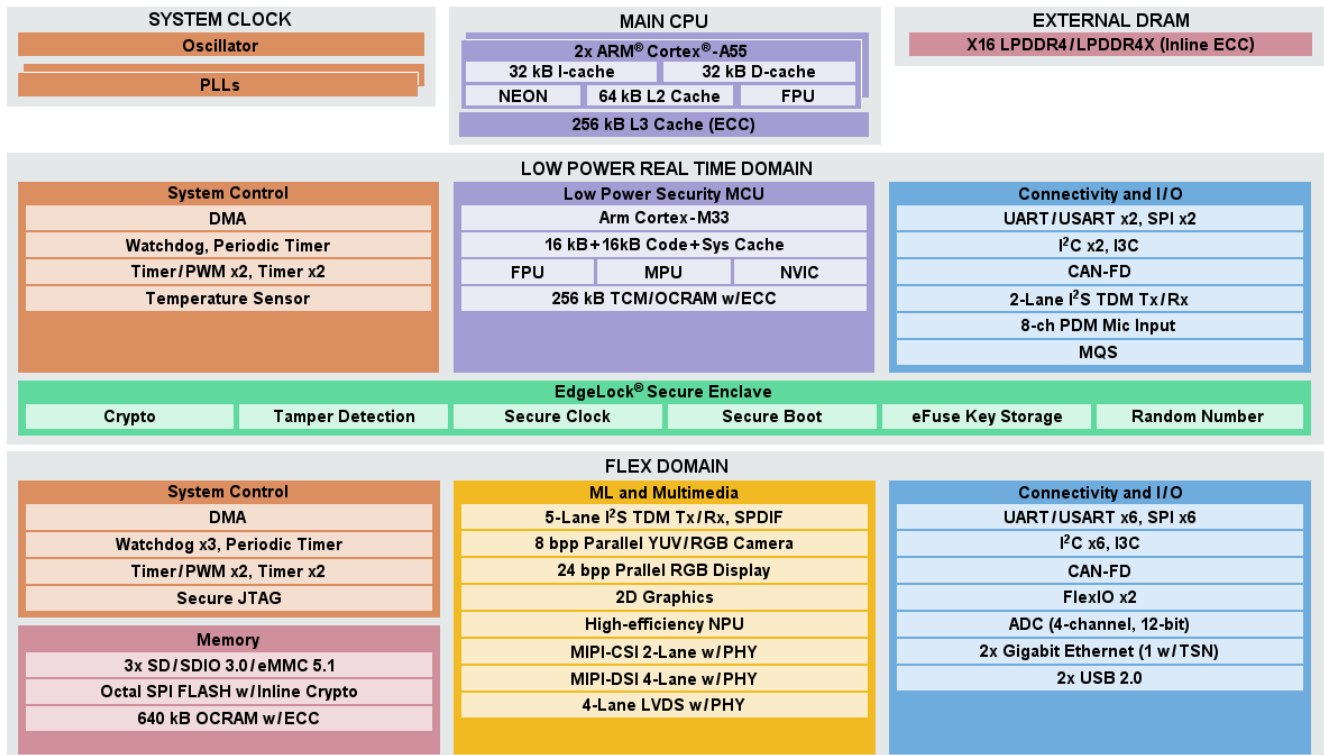 SYSTEM CLOCK
Oscillator
PLLs
MAIN CPU
2x ARM® Cortex®-A55
32 kB I-cache
32 kB D-cache
NEON
64 kB L2 Cache
FPU
256 kB L3 Cache (ECC)
EXTERNAL DRAM
X16 LPDDR4/LPDDR4X (Inline ECC)
LOW POWER REAL TIME DOMAIN
System Control
DMA
Watchdog, Periodic Timer
Timer/PWM x2, Timer x2
Temperature Sensor
Low Power Security MCU
Arm Cortex-M33
16 kB+16kB Code+Sys Cache
FPU
MPU
NVIC
256 kB TCM/OCRAM w/ECC
Connectivity and I/O
UART/USART x2, SPI x2
I²C x2, I3C
CAN-FD
2-Lane I²S TDM Tx/Rx
8-ch PDM Mic Input
MQS
EdgeLock® Secure Enclave
Crypto
Tamper Detection
Secure Clock
Secure Boot
eFuse Key Storage
Random Number
FLEX DOMAIN
System Control
DMA
Watchdog x3, Periodic Timer
Timer/PWM x2, Timer x2
Secure JTAG
Memory
3x SD/SDIO 3.0/eMMC 5.1
Octal SPI FLASH w/Inline Crypto
640 kB OCRAM w/ECC
ML and Multimedia
5-Lane I²S TDM Tx/Rx, SPDIF
8 bpp Parallel YUV/RGB Camera
24 bpp Prallel RGB Display
2D Graphics
High-efficiency NPU
MIPI-CSI 2-Lane w/PHY
MIPI-DSI 4-Lane w/PHY
4-Lane LVDS w/PHY
Connectivity and I/O
UART/USART x6, SPI x6
I²C x6, I3C
CAN-FD
FlexIO x2
ADC (4-channel, 12-bit)
2x Gigabit Ethernet (1 w/TSN)
2x USB 2.0